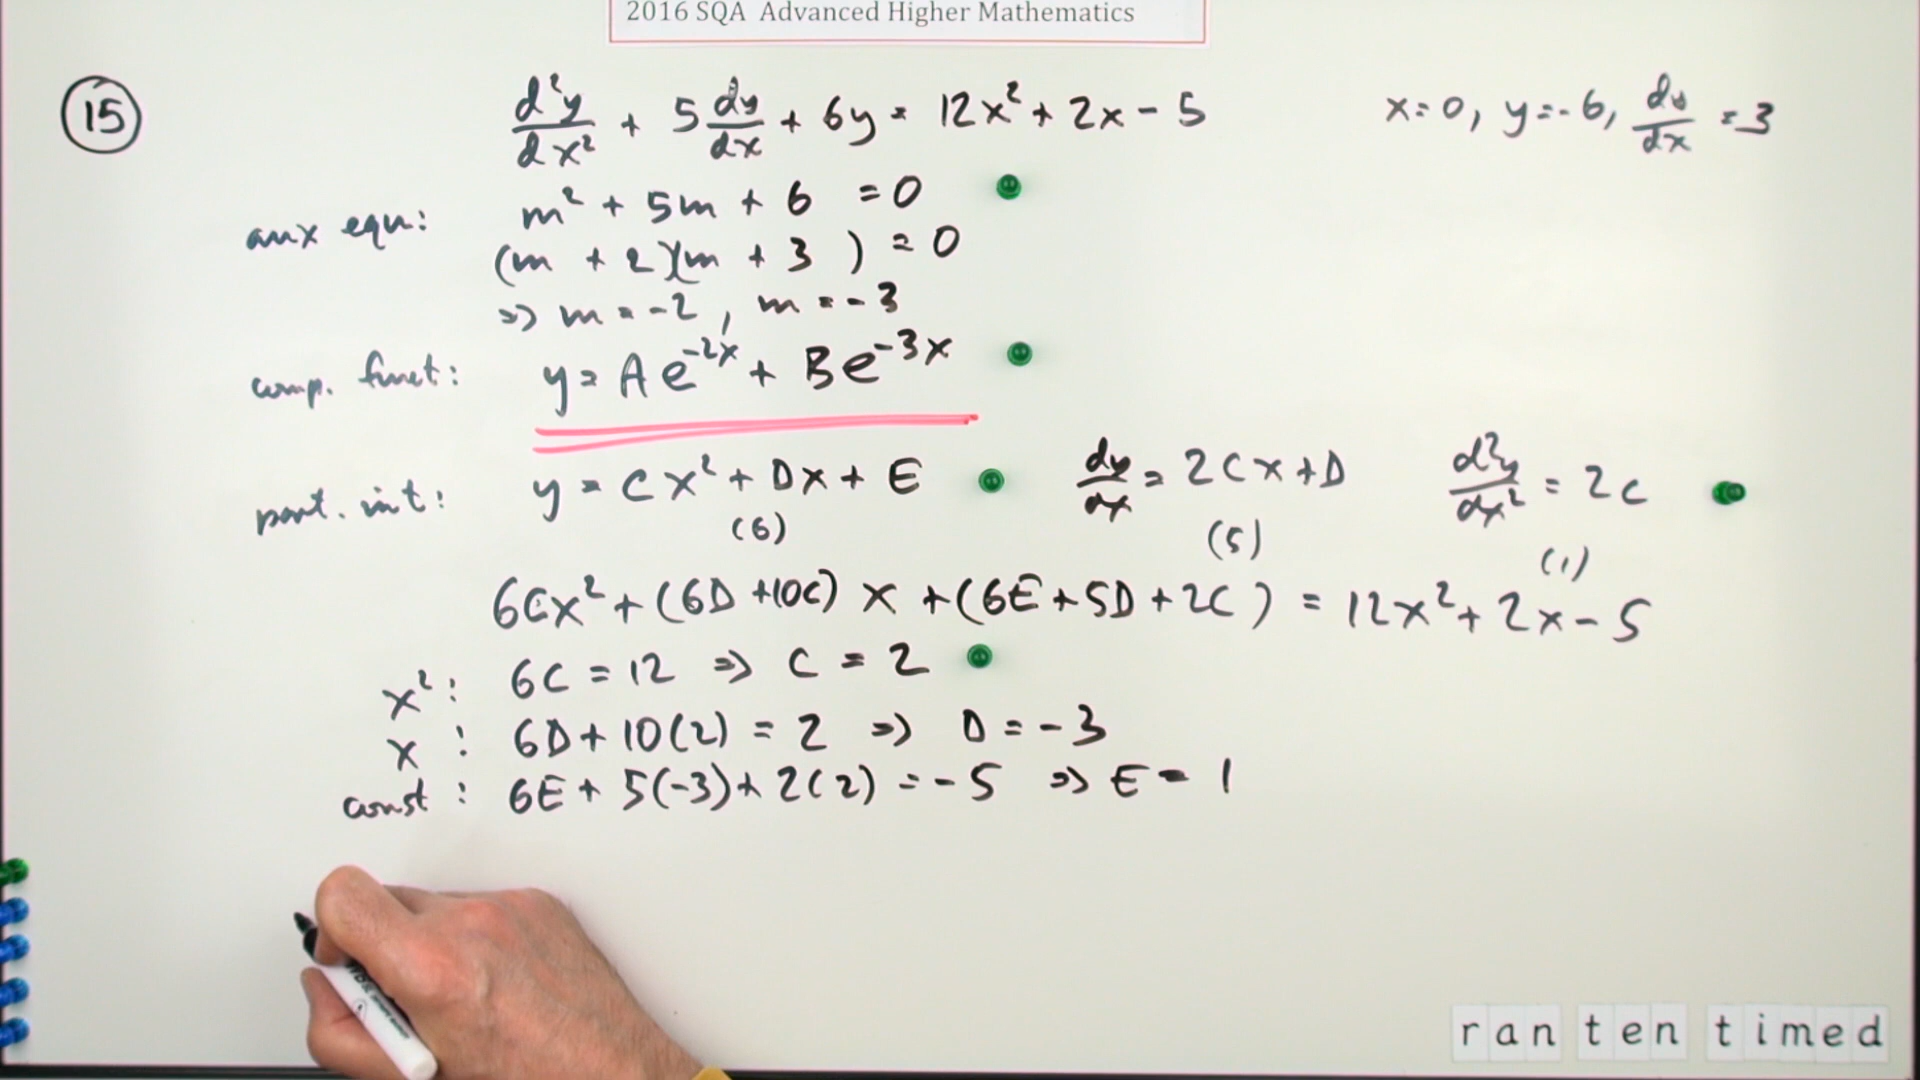 2016 SQA Advanced Higher Mathematics
15
d²y/dx² + 5 dy/dx + 6y = 12x² + 2x - 5
x=0, y=-6, dy/dx = 3
aux equ: m² + 5m + 6 = 0
(m + 2)(m + 3) = 0
⇒ m = -2, m = -3
comp. funct: y = Ae^-2x + Be^-3x
part. int: y = Cx² + Dx + E
dy/dx = 2Cx + D
d²y/dx² = 2C
(6)
(5)
(1)
6Cx² + (6D + 10C) x + (6E + 5D + 2C) = 12x² + 2x - 5
x²: 6C = 12 ⇒ C = 2
x: 6D + 10(2) = 2 ⇒ D = -3
const: 6E + 5(-3) + 2(2) = -5 ⇒ E = 1
ran ten timed